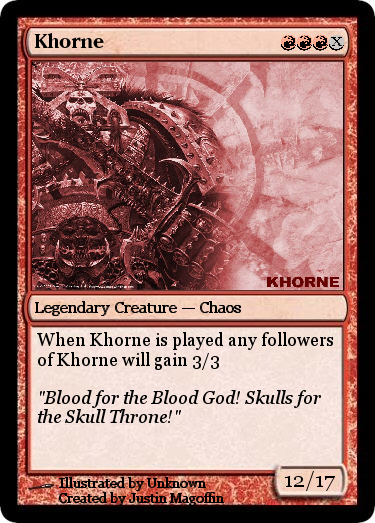 Khorne
X
KHORNE
Legendary Creature — Chaos
When Khorne is played any followers
of Khorne will gain 3/3
"Blood for the Blood God! Skulls for
the Skull Throne!"
Illustrated by Unknown
Created by Justin Magoffin
12/17